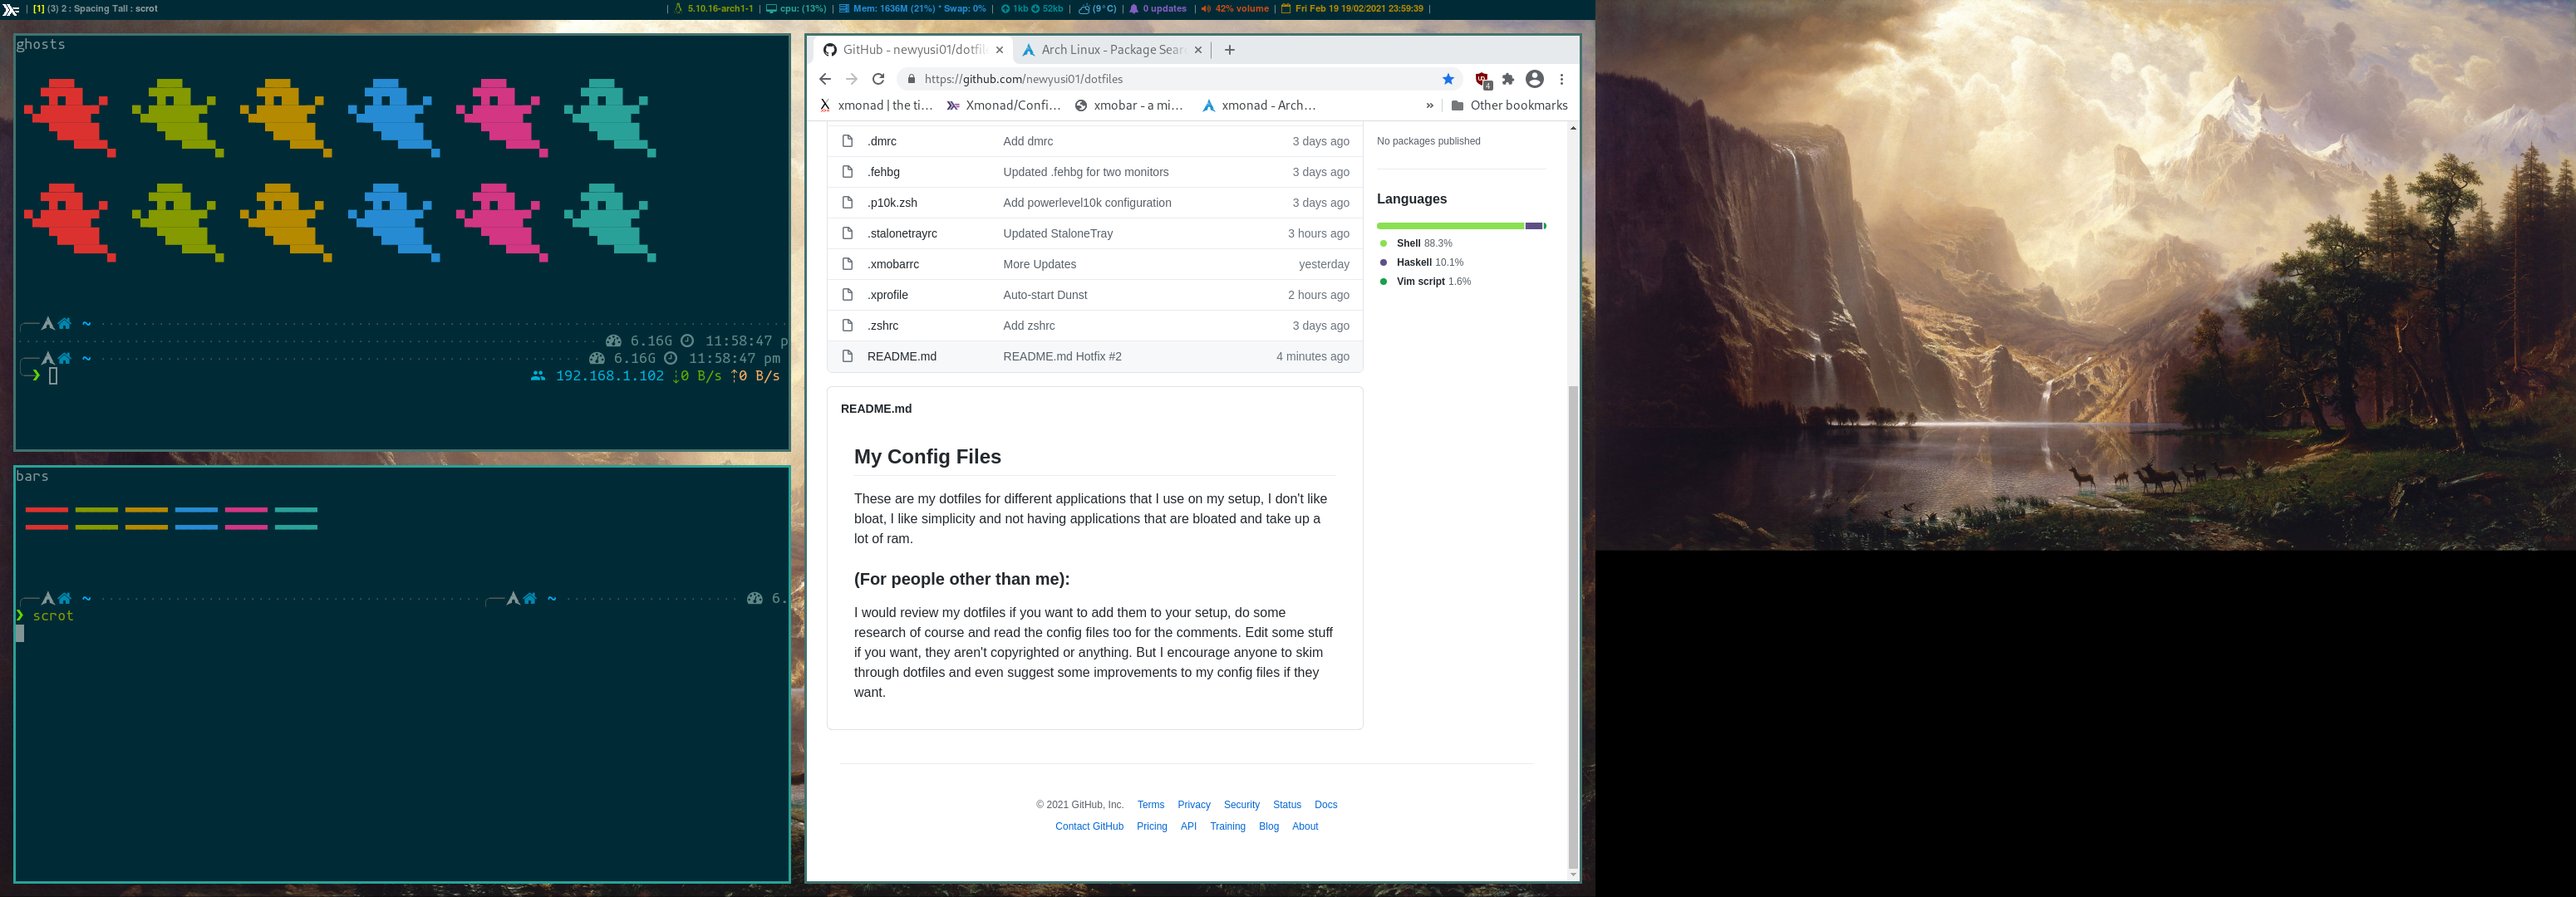 [1] (3) 2 : Spacing Tall : scrot
| 5.10.16-arch1-1 | cpu: (13%) | Mem: 1636M (21%) * Swap: 0% | 1kb 52kb | (9°C) | 0 updates | 42% volume | Fri Feb 19 19/02/2021 23:59:39 |
ghosts
~
6.16G 11:58:47 p
~ 6.16G 11:58:47 pm
❯ 192.168.1.102 ⇣0 B/s ⇡0 B/s
bars
~ ~ 6.
❯ scrot
GitHub - newyusi01/dotfil
Arch Linux - Package Sear
https://github.com/newyusi01/dotfiles
4
xmonad | the ti… Xmonad/Confi… xmobar - a mi… xmonad - Arch… » Other bookmarks
.dmrc Add dmrc 3 days ago
.fehbg Updated .fehbg for two monitors 3 days ago
.p10k.zsh Add powerlevel10k configuration 3 days ago
.stalonetrayrc Updated StaloneTray 3 hours ago
.xmobarrc More Updates yesterday
.xprofile Auto-start Dunst 2 hours ago
.zshrc Add zshrc 3 days ago
README.md README.md Hotfix #2 4 minutes ago
No packages published
Languages
Shell 88.3%
Haskell 10.1%
Vim script 1.6%
README.md
My Config Files
These are my dotfiles for different applications that I use on my setup, I don't like
bloat, I like simplicity and not having applications that are bloated and take up a
lot of ram.
(For people other than me):
I would review my dotfiles if you want to add them to your setup, do some
research of course and read the config files too for the comments. Edit some stuff
if you want, they aren't copyrighted or anything. But I encourage anyone to skim
through dotfiles and even suggest some improvements to my config files if they
want.
© 2021 GitHub, Inc. Terms Privacy Security Status Docs
Contact GitHub Pricing API Training Blog About